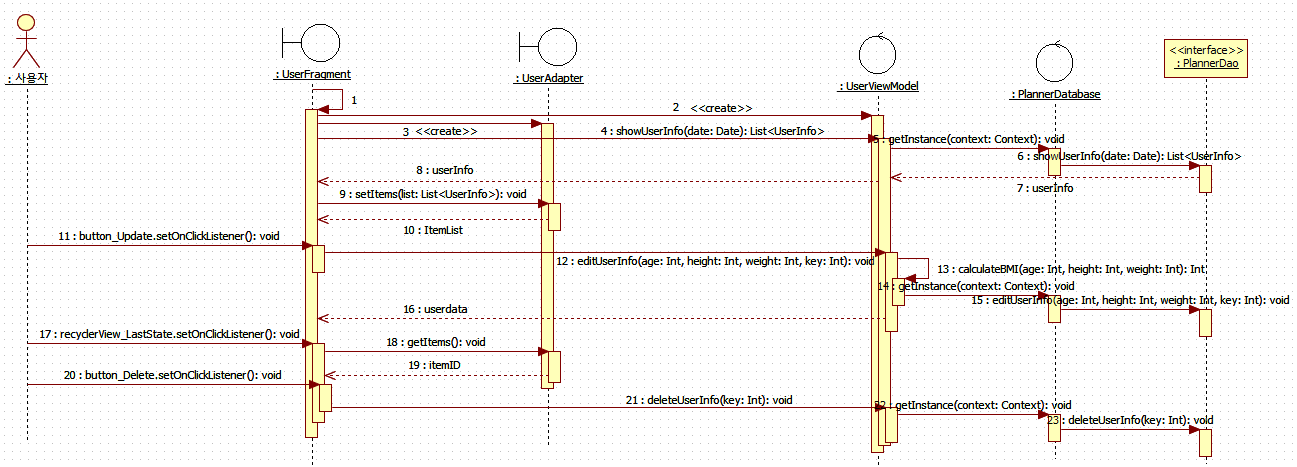 <<interface>>
: PlannerDao
: 사용자
: UserFragment
: UserAdapter
: UserViewModel
: PlannerDatabase
1
2 <<create>>
3 <<create>>
4 : showUserInfo(date: Date): List<UserInfo>
5 : getInstance(context: Context): void
6 : showUserInfo(date: Date): List<UserInfo>
7 : userInfo
8 : userInfo
9 : setItems(list: List<UserInfo>): void
10 : ItemList
11 : button_Update.setOnClickListener(): void
12 : editUserInfo(age: Int, height: Int, weight: Int, key: Int): void
13 : calculateBMI(age: Int, height: Int, weight: Int): Int
14 : getInstance(context: Context): void
15 : editUserInfo(age: Int, height: Int, weight: Int, key: Int): void
16 : userdata
17 : recyclerView_LastState.setOnClickListener(): void
18 : getItems(): void
19 : itemID
20 : button_Delete.setOnClickListener(): void
21 : deleteUserInfo(key: Int): void
22 : getInstance(context: Context): void
23 : deleteUserInfo(key: Int): void